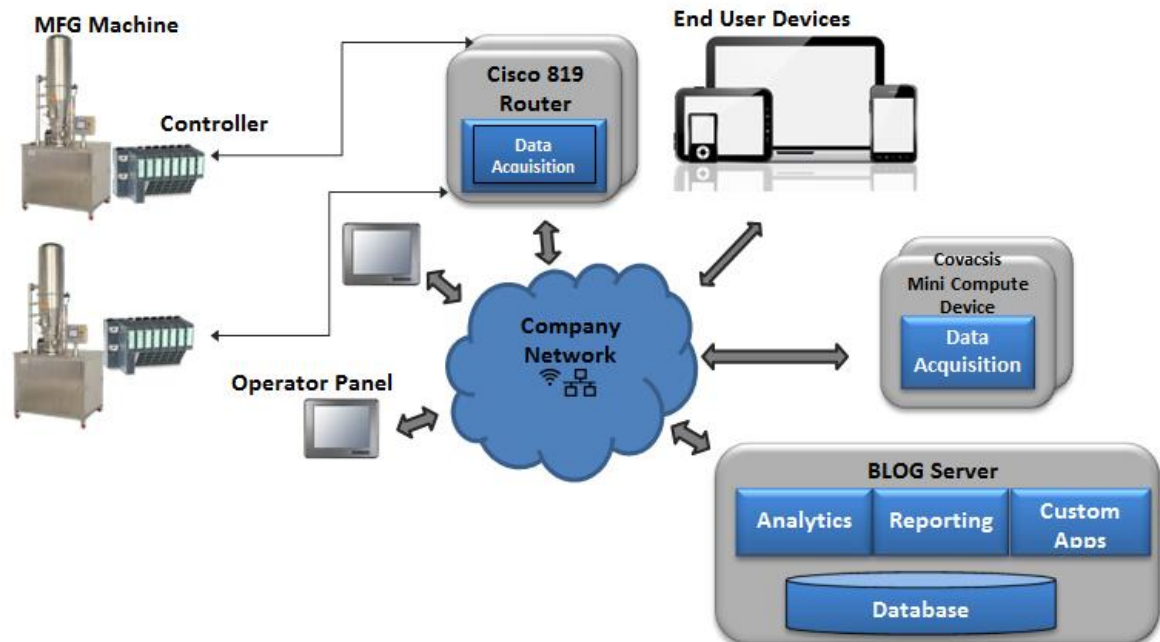 MFG Machine
End User Devices
Cisco 819
Router
Data
Acquisition
Controller
Covacsis
Mini Compute
Device
Data
Acquisition
Company
Network
Operator Panel
BLOG Server
Analytics
Reporting
Custom
Apps
Database